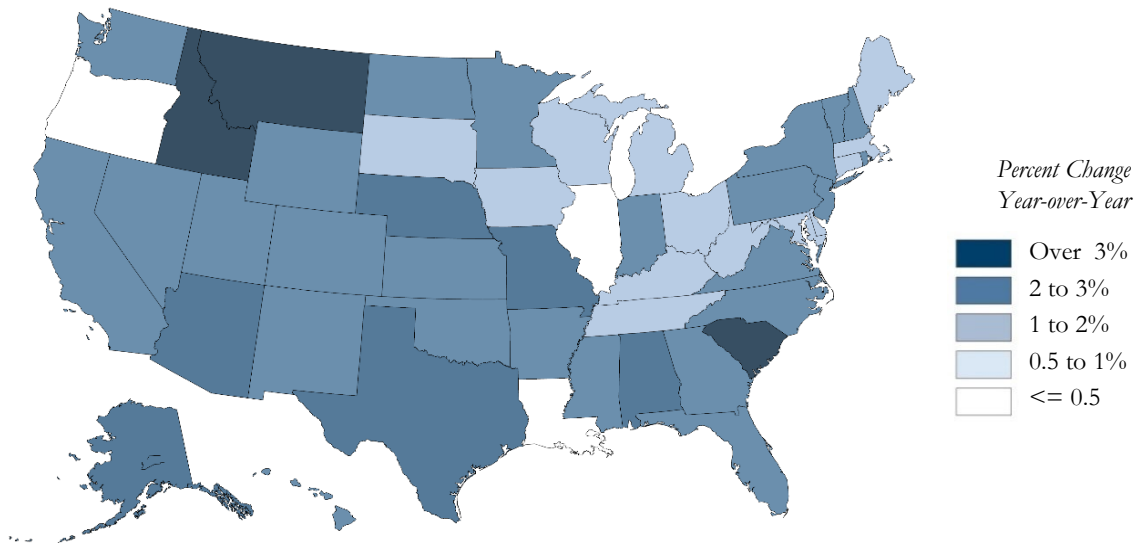 Percent Change
Year-over-Year
Over 3%
2 to 3%
1 to 2%
0.5 to 1%
<= 0.5